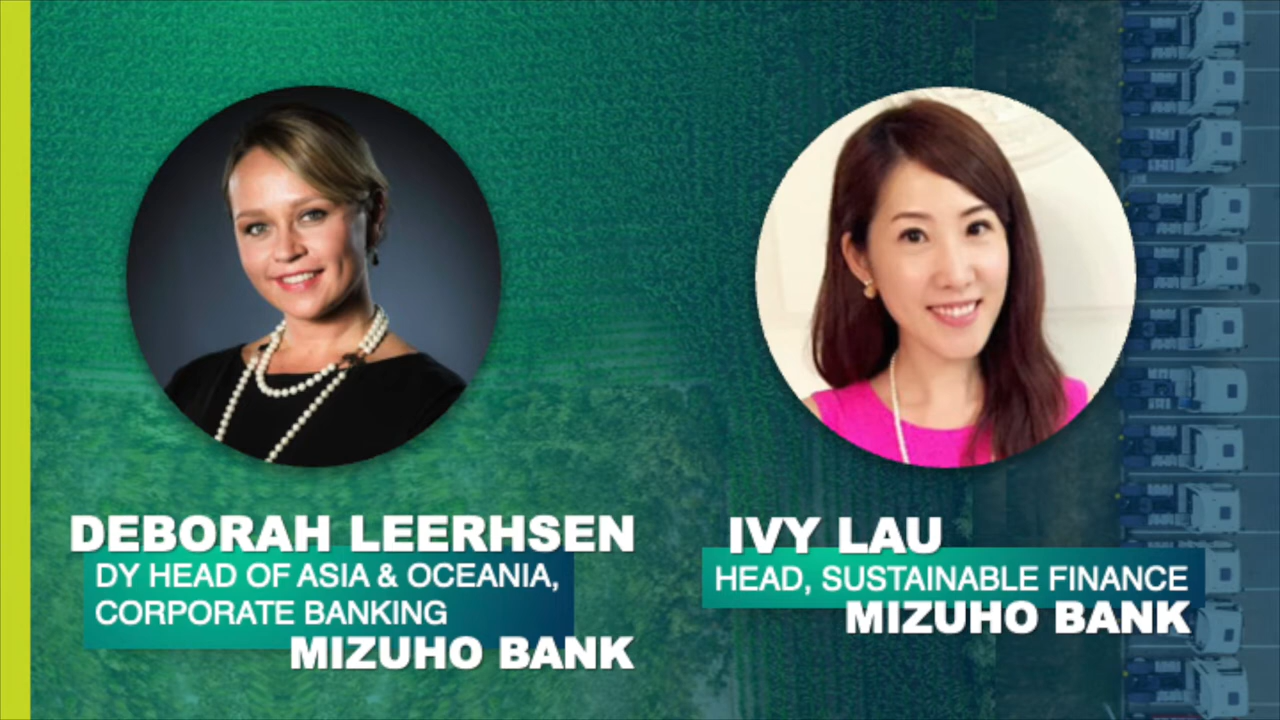 DEBORAH LEERHSEN
DY HEAD OF ASIA & OCEANIA,
CORPORATE BANKING
MIZUHO BANK
IVY LAU
HEAD, SUSTAINABLE FINANCE
MIZUHO BANK